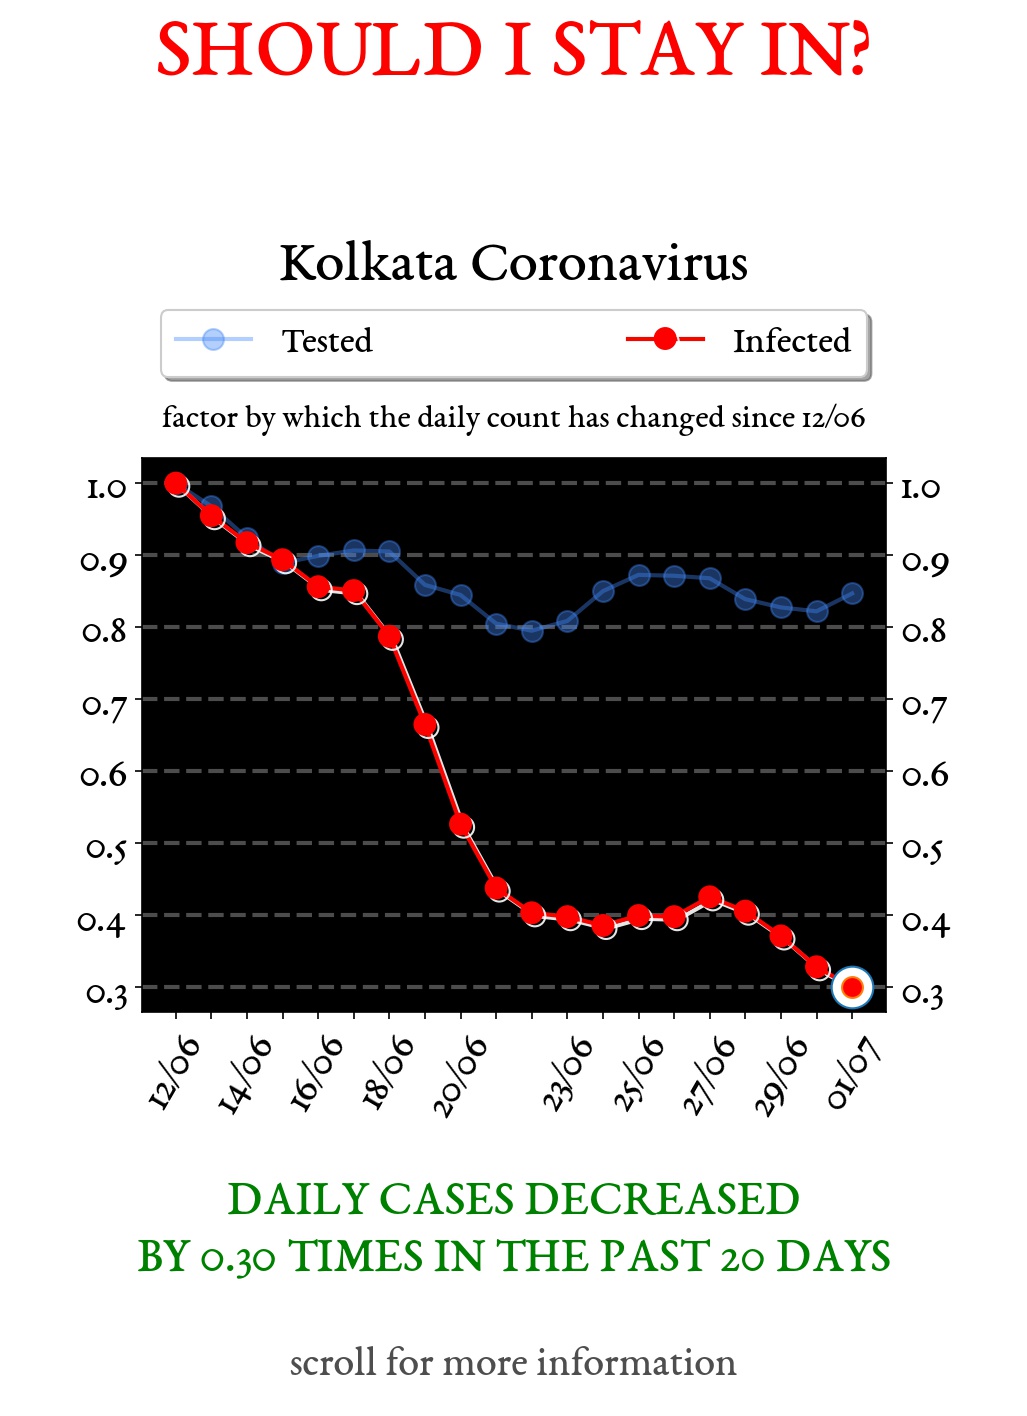 SHOULD I STAY IN?
Kolkata Coronavirus
Tested Infected
factor by which the daily count has changed since 12/06
1.0 1.0
0.9 0.9
0.8 0.8
0.7 0.7
0.6 0.6
0.5 0.5
0.4 0.4
0.3 0.3
12/06 14/06 16/06 18/06 20/06 23/06 25/06 27/06 29/06 01/07
DAILY CASES DECREASED
BY 0.30 TIMES IN THE PAST 20 DAYS
scroll for more information